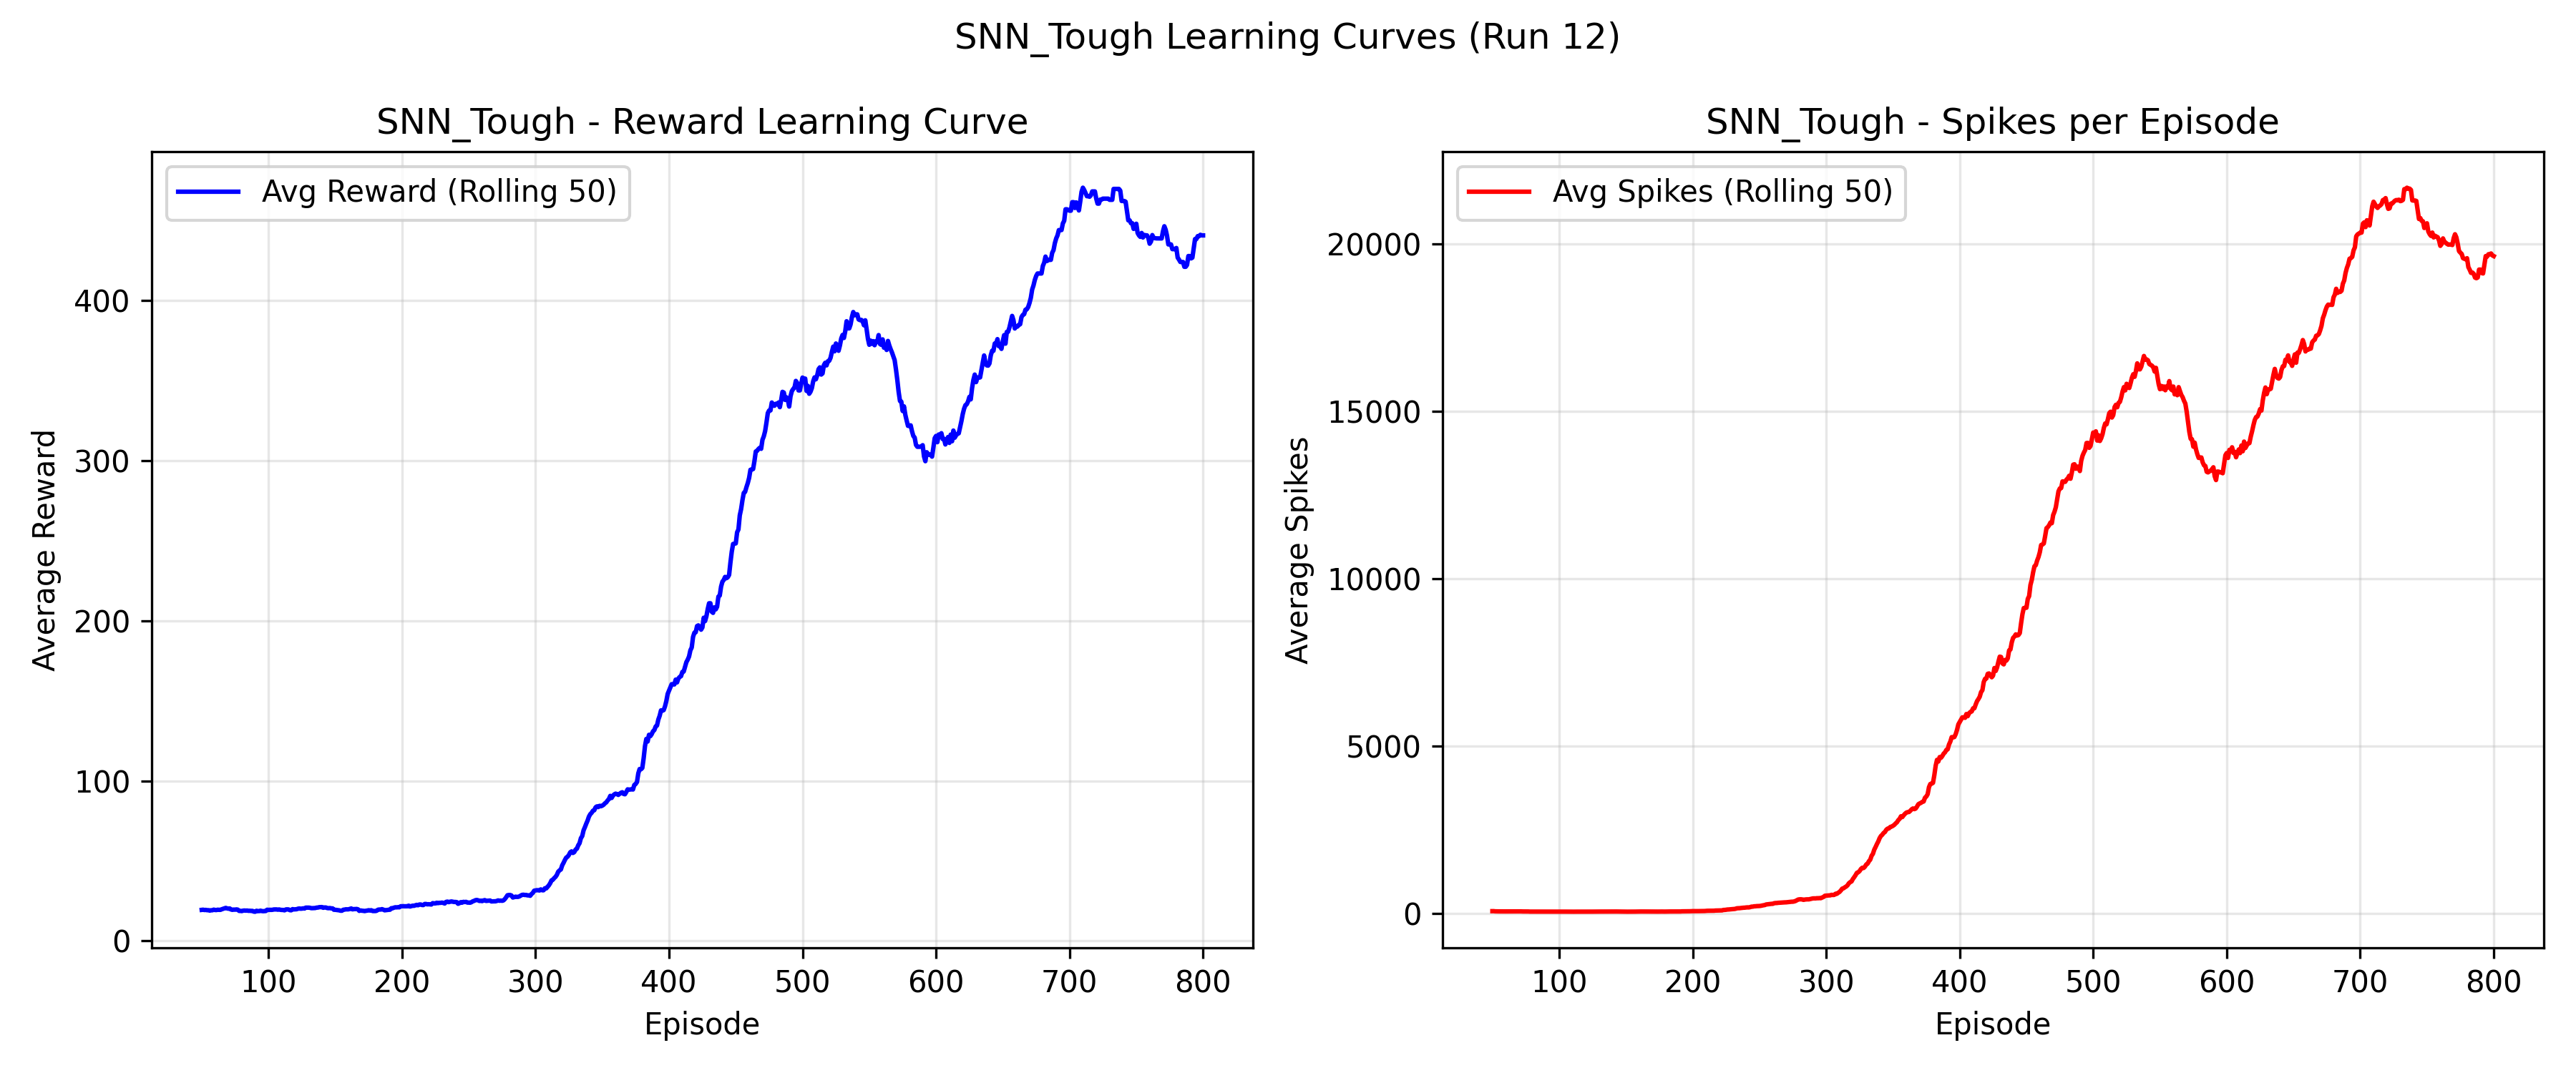 SNN_Tough Learning Curves (Run 12)
SNN_Tough - Reward Learning Curve
Avg Reward (Rolling 50)
Average Reward
400
300
200
100
0
100 200 300 400 500 600 700 800
Episode
SNN_Tough - Spikes per Episode
Avg Spikes (Rolling 50)
Average Spikes
20000
15000
10000
5000
0
100 200 300 400 500 600 700 800
Episode